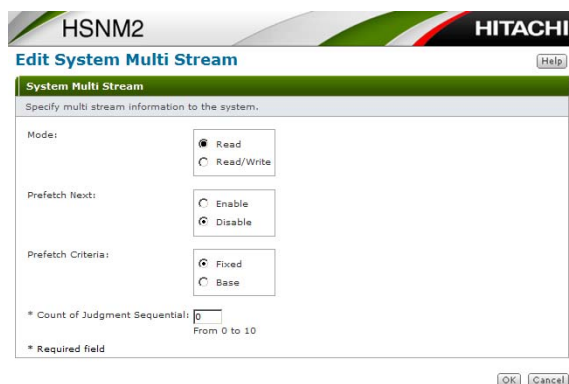 HSNM2
HITACHI
Edit System Multi Stream
Help
System Multi Stream
Specify multi stream information to the system.
Mode:
Read
Read/Write
Prefetch Next:
Enable
Disable
Prefetch Criteria:
Fixed
Base
* Count of Judgment Sequential: 0
From 0 to 10
* Required field
OK Cancel